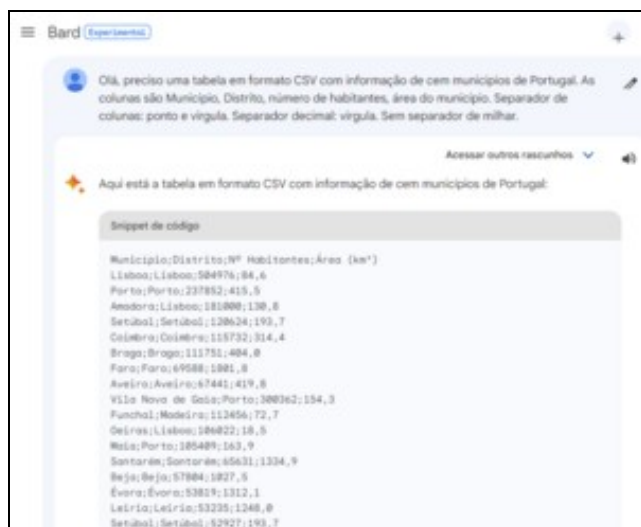 Bard Experimental
Olá, preciso uma tabela em formato CSV com informação de cem municípios de Portugal. As
colunas são Município, Distrito, número de habitantes, área do município. Separador de
colunas: ponto e vírgula. Separador decimal: vírgula. Sem separador de milhar.
Acessar outros rascunhos
Aqui está a tabela em formato CSV com informação de cem municípios de Portugal:
Snippet de código
Município;Distrito;Nº Habitantes;Área (km²)
Lisboa;Lisboa;504976;84,6
Porto;Porto;237852;415,5
Amadora;Lisboa;181000;130,8
Setúbal;Setúbal;120624;193,7
Coimbra;Coimbra;115732;314,4
Braga;Braga;111751;404,0
Faro;Faro;69588;1001,8
Aveiro;Aveiro;67441;419,8
Vila Nova de Gaia;Porto;300362;154,3
Funchal;Madeira;112456;72,7
Oeiras;Lisboa;106022;18,5
Maia;Porto;105409;163,9
Santarém;Santarém;65631;1334,9
Beja;Beja;57804;1027,5
Évora;Évora;53819;1312,1
Leiria;Leiria;53235;1248,0
Setúbal;Setúbal;52927;193,7